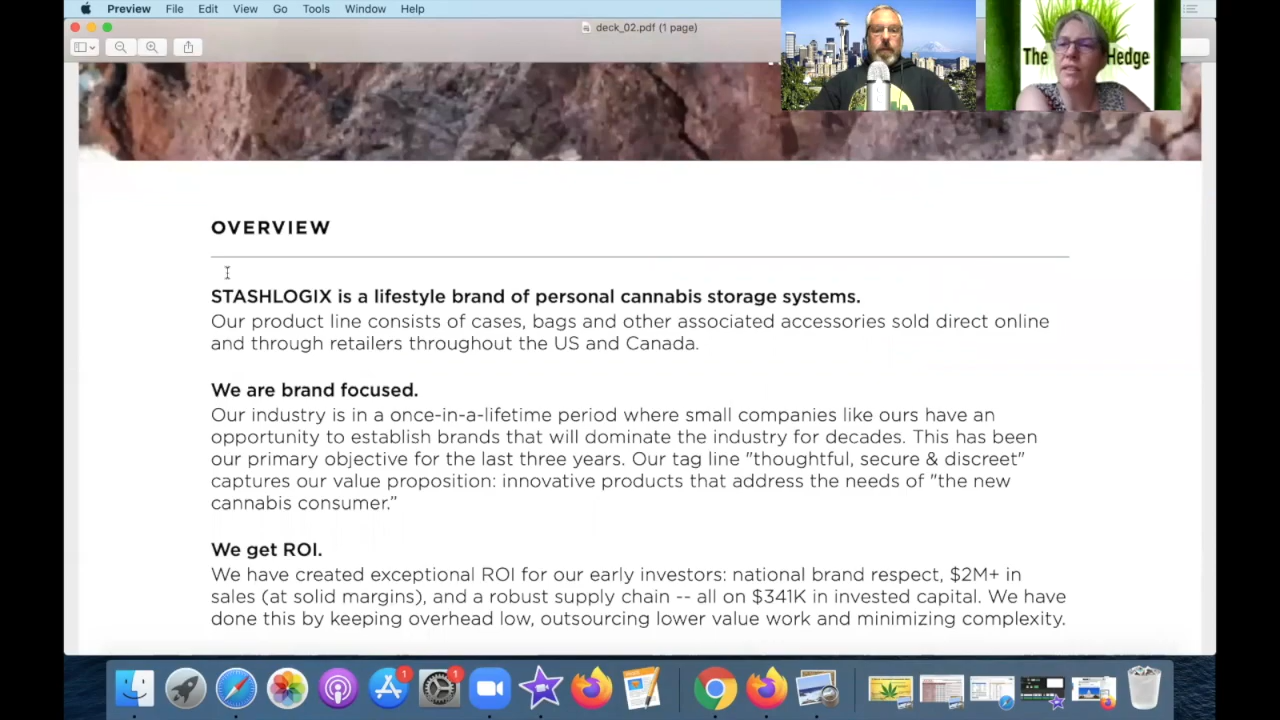 Preview File Edit View Go Tools Window Help
deck_02.pdf (1 page)
The Hedge
OVERVIEW
STASHLOGIX is a lifestyle brand of personal cannabis storage systems.
Our product line consists of cases, bags and other associated accessories sold direct online
and through retailers throughout the US and Canada.
We are brand focused.
Our industry is in a once-in-a-lifetime period where small companies like ours have an
opportunity to establish brands that will dominate the industry for decades. This has been
our primary objective for the last three years. Our tag line "thoughtful, secure & discreet"
captures our value proposition: innovative products that address the needs of "the new
cannabis consumer.”
We get ROI.
We have created exceptional ROI for our early investors: national brand respect, $2M+ in
sales (at solid margins), and a robust supply chain -- all on $341K in invested capital. We have
done this by keeping overhead low, outsourcing lower value work and minimizing complexity.
1
1